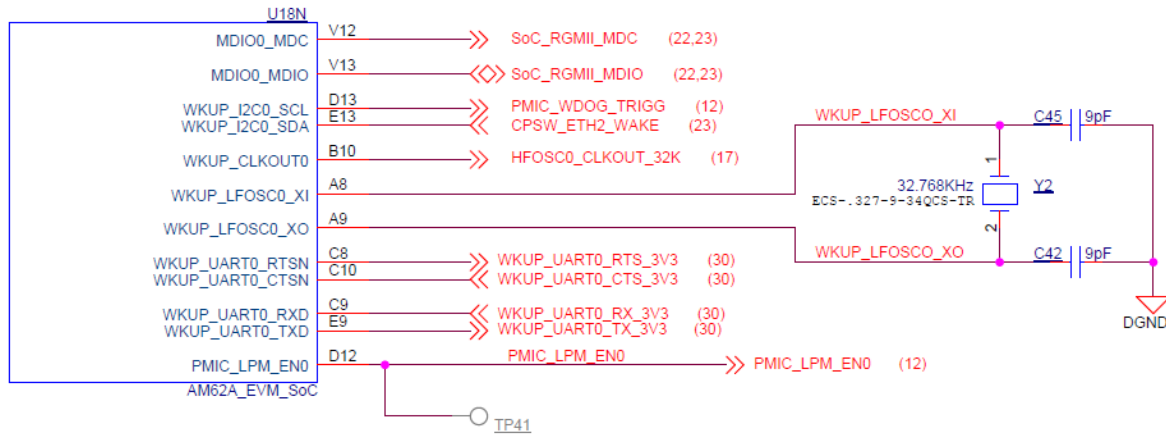 U18N
MDIO0_MDC V12 SoC_RGMII_MDC (22,23)
MDIO0_MDIO V13 SoC_RGMII_MDIO (22,23)
WKUP_I2C0_SCL D13 PMIC_WDOG_TRIGG (12)
WKUP_I2C0_SDA E13 CPSW_ETH2_WAKE (23)
WKUP_LFOSCO_XI C45 9pF
WKUP_CLKOUT0 B10 HFOSC0_CLKOUT_32K (17)
1
WKUP_LFOSC0_XI A8
32.768KHz Y2
ECS-.327-9-34QCS-TR
WKUP_LFOSC0_XO A9
2
WKUP_LFOSCO_XO C42 9pF
WKUP_UART0_RTSN C8 WKUP_UART0_RTS_3V3 (30)
WKUP_UART0_CTSN C10 WKUP_UART0_CTS_3V3 (30)
WKUP_UART0_RXD C9 WKUP_UART0_RX_3V3 (30)
WKUP_UART0_TXD E9 WKUP_UART0_TX_3V3 (30)
DGND
PMIC_LPM_EN0 D12 PMIC_LPM_EN0 PMIC_LPM_EN0 (12)
AM62A_EVM_SoC
TP41